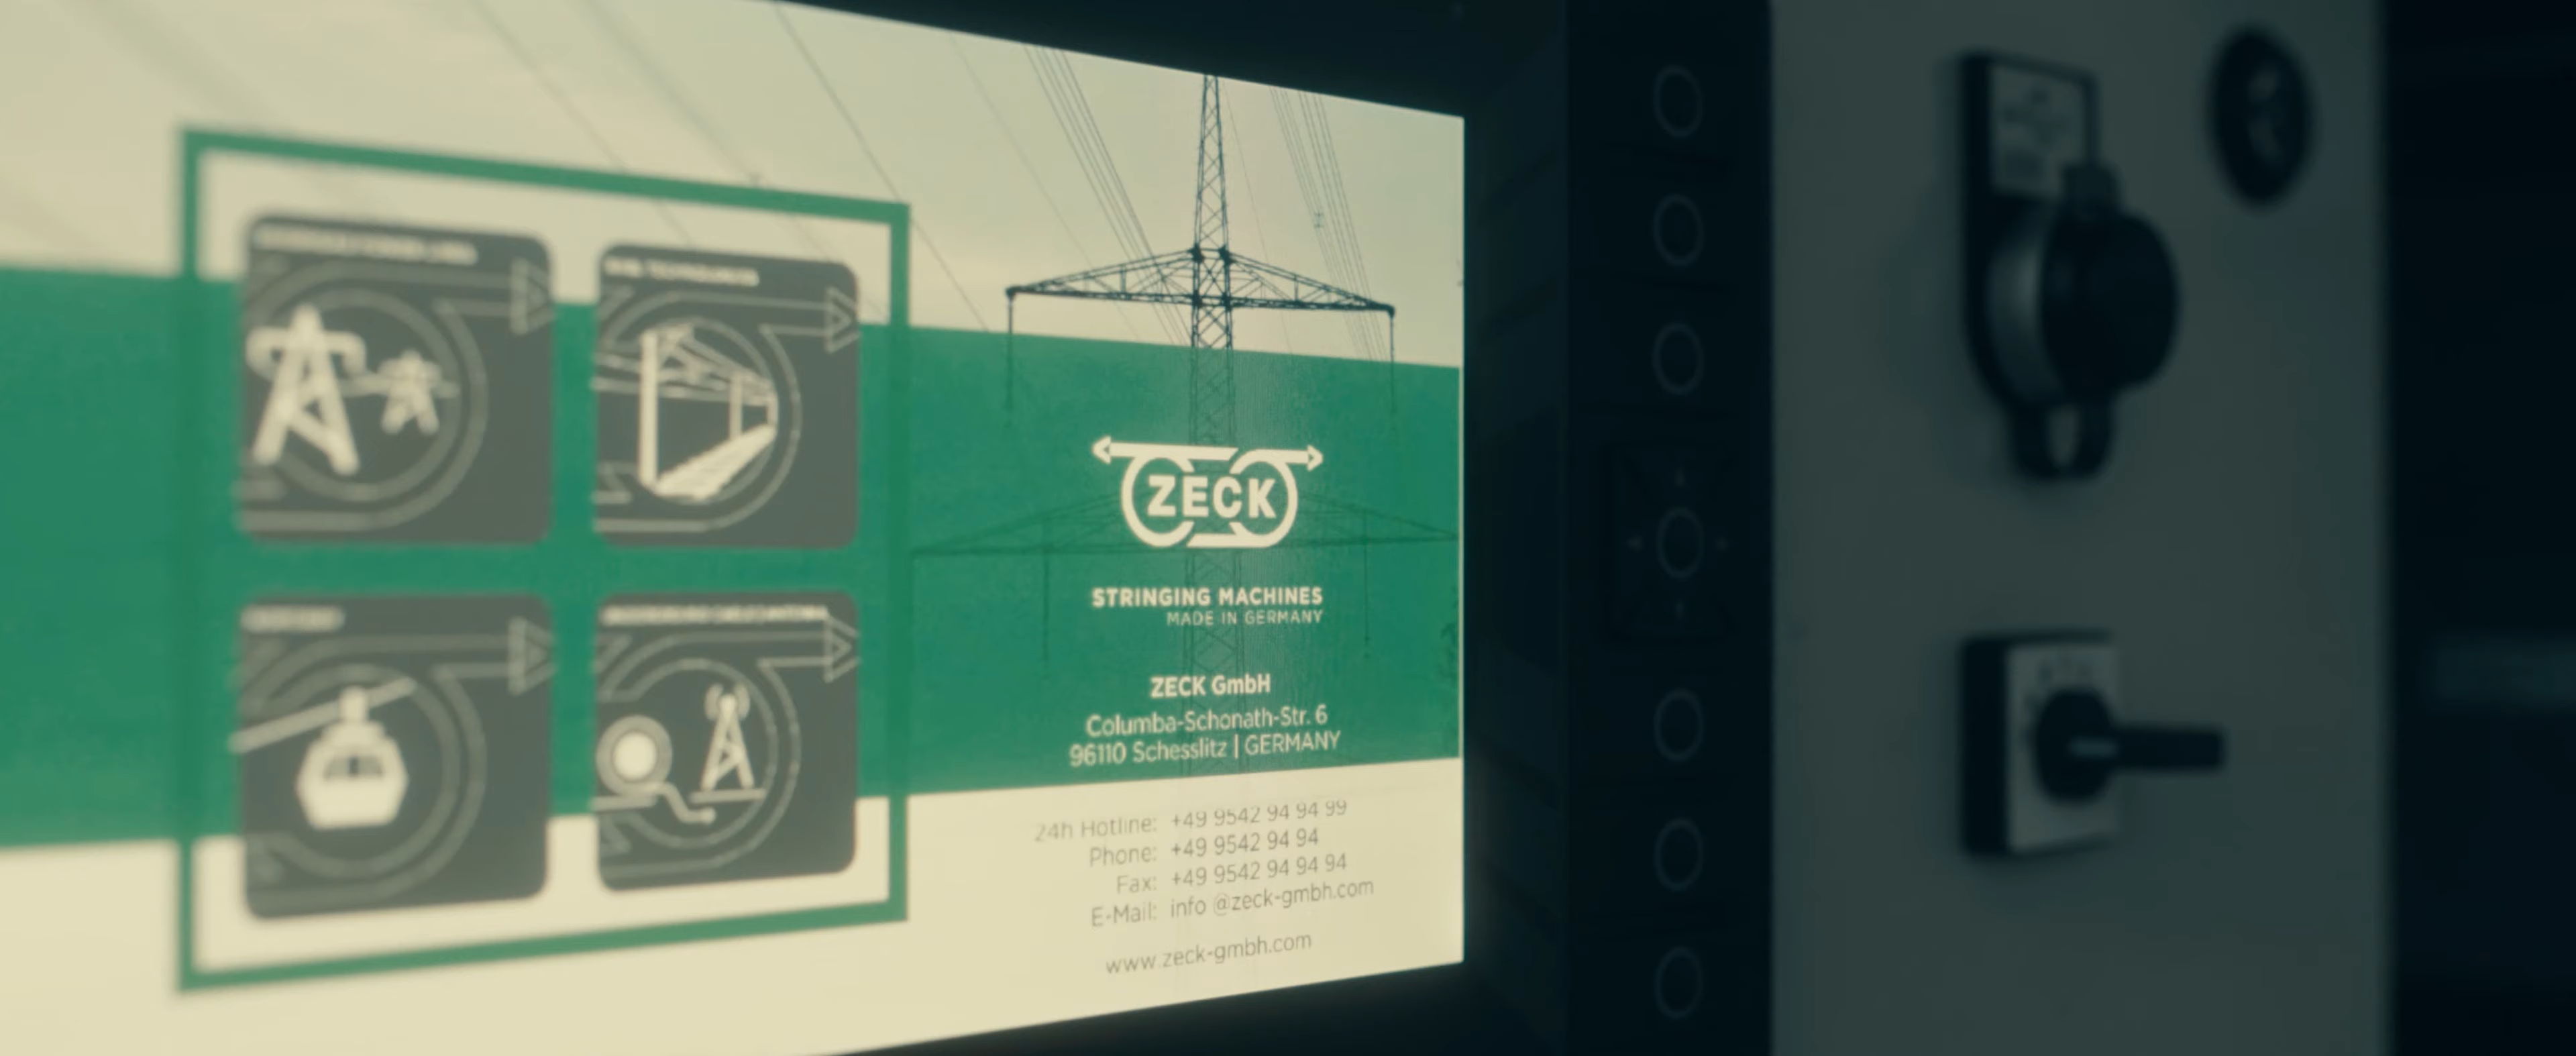 ZECK
STRINGING MACHINES
MADE IN GERMANY
ZECK GmbH
Columba-Schonath-Str. 6
96110 Schesslitz | GERMANY
24h Hotline: +49 9542 94 94 99
Phone: +49 9542 94 94
Fax: +49 9542 94 94 94
E-Mail: info @zeck-gmbh.com
www.zeck-gmbh.com